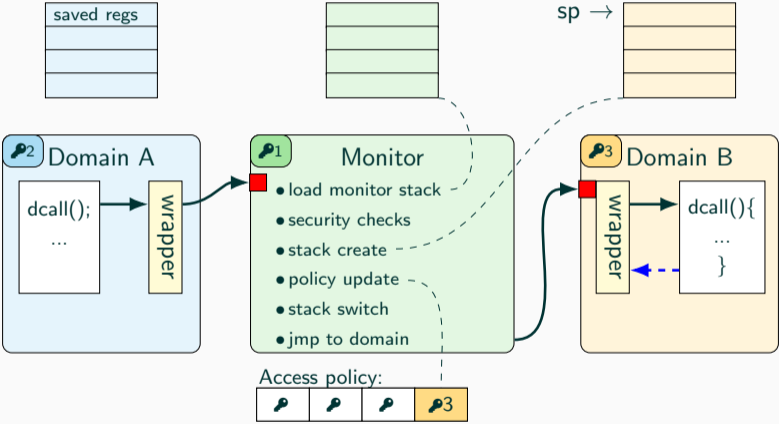 saved regs
sp →
2 Domain A
dcall();
...
wrapper
1 Monitor
• load monitor stack
• security checks
• stack create
• policy update
• stack switch
• jmp to domain
3 Domain B
wrapper
dcall(){
...
}
Access policy:
3